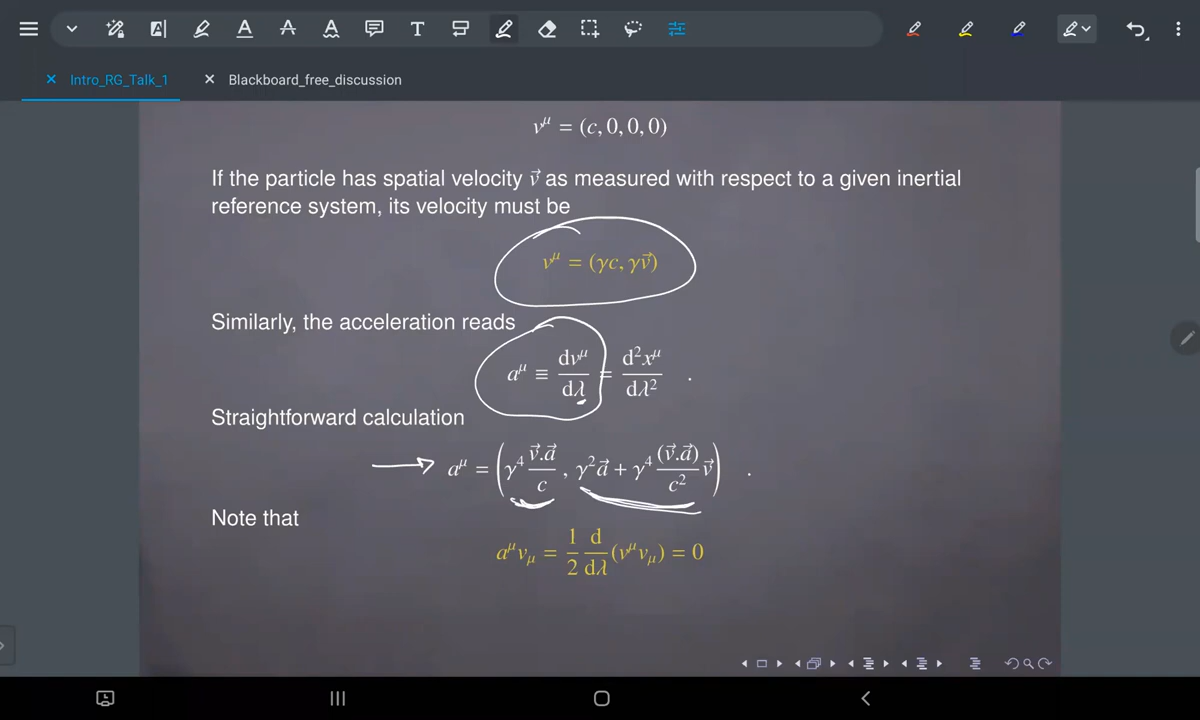 Intro_RG_Talk_1
Blackboard_free_discussion
v^μ = (c, 0, 0, 0)
If the particle has spatial velocity v⃗ as measured with respect to a given inertial
reference system, its velocity must be
v^μ = (γc, γv⃗)
Similarly, the acceleration reads
a^μ ≡ dv^μ/dλ = d²x^μ/dλ² .
Straightforward calculation
a^μ = (γ⁴ v⃗.a⃗/c , γ²a⃗ + γ⁴ (v⃗.a⃗)/c² v⃗) .
Note that
a^μ v_μ = 1/2 d/dλ (v^μ v_μ) = 0